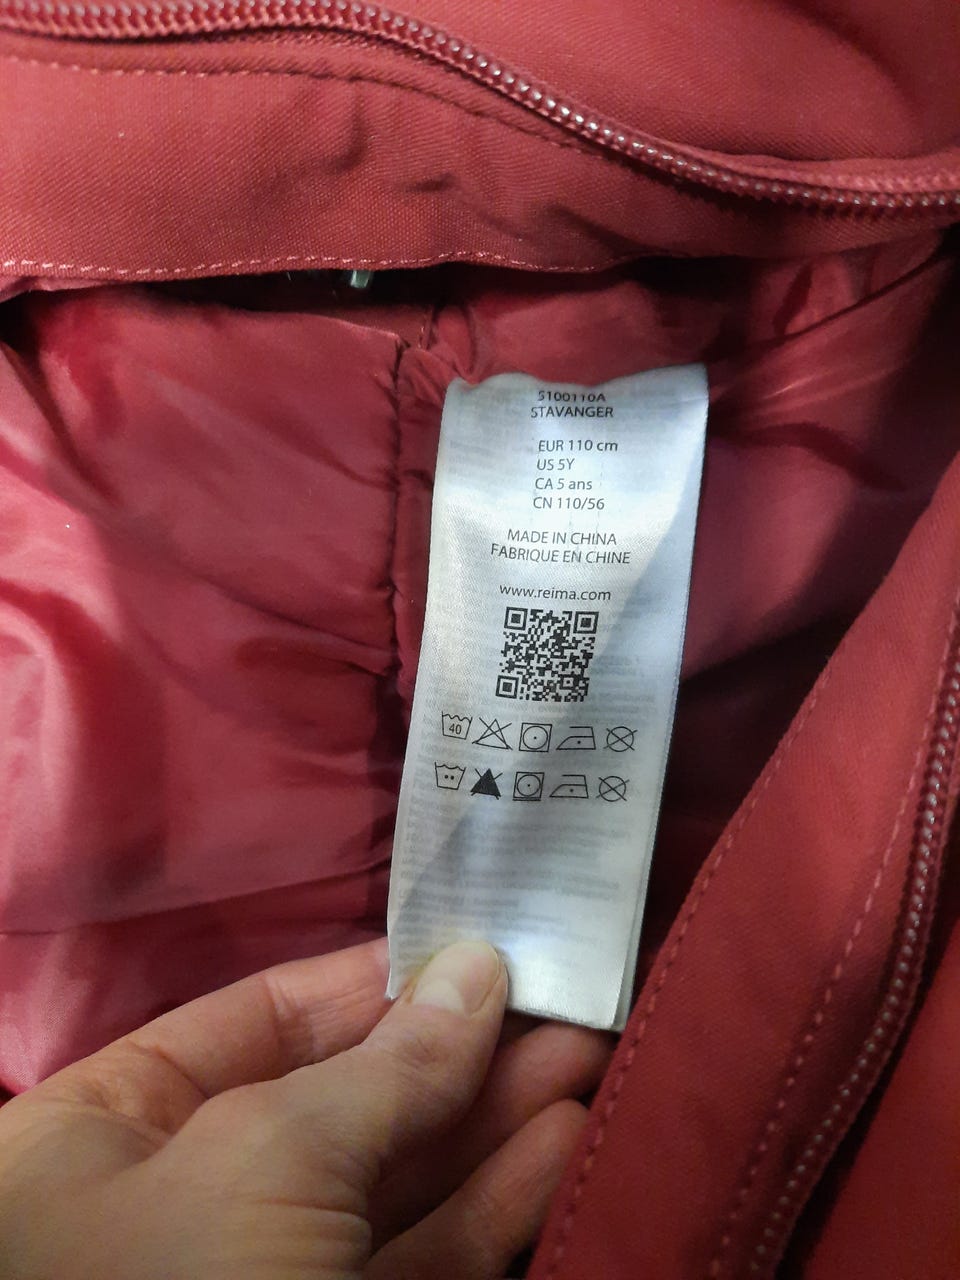 5100110A
STAVANGER
EUR 110 cm
US 5Y
CA 5 ans
CN 110/56
MADE IN CHINA
FABRIQUE EN CHINE
www.reima.com
40